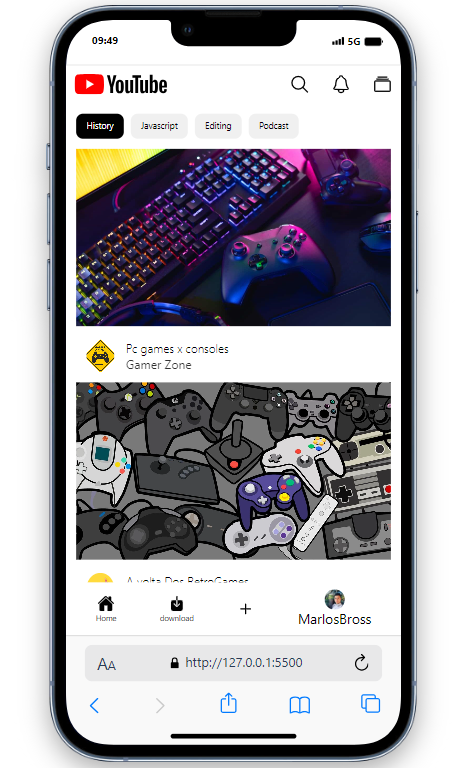 09:49
5G
YouTube
History Javascript Editing Podcast
Pc games x consoles
Gamer Zone
A volta Dos RetroGamer
Home download + MarlosBross
AA http://127.0.0.1:5500